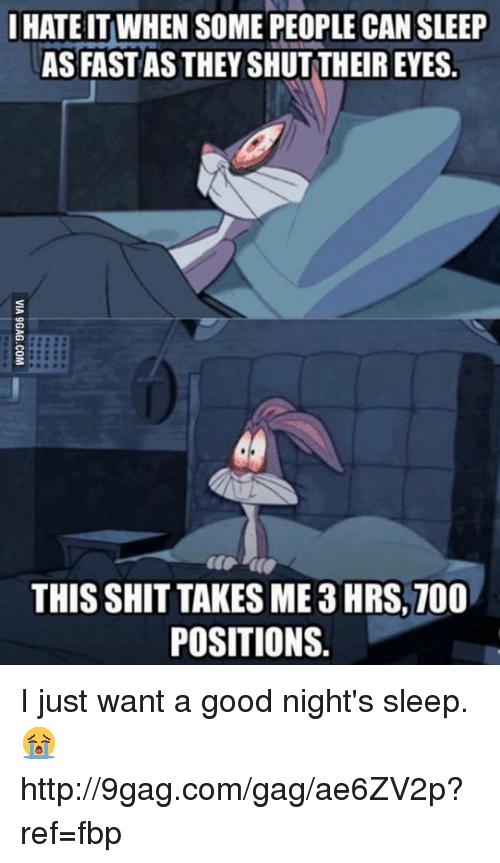 I HATE IT WHEN SOME PEOPLE CAN SLEEP
AS FAST AS THEY SHUT THEIR EYES.
VIA 9GAG.COM
THIS SHIT TAKES ME 3 HRS, 700
POSITIONS.
I just want a good night's sleep.
😭
http://9gag.com/gag/ae6ZV2p?
ref=fbp